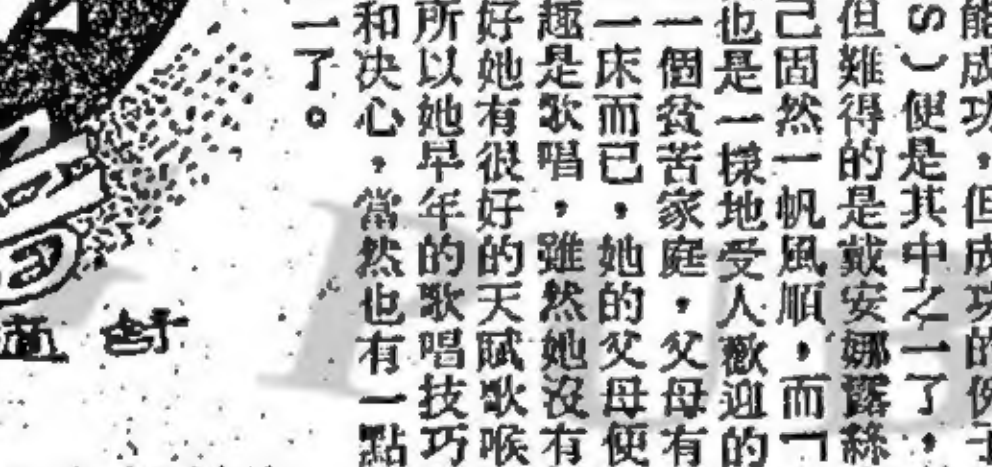 能成功，但成功的例子
S）便是其中之一了，
但難得的是戴安娜露絲
己固然一帆風順，而「
也是一樣地受人歡迎的
一個貧苦家庭，父母有
一床而已，她的父母便
趣是歌唱，雖然她沒有
好她有很好的天賦歌喉
所以她早年的歌唱技巧
和决心，當然也有一點
一了。
舒適